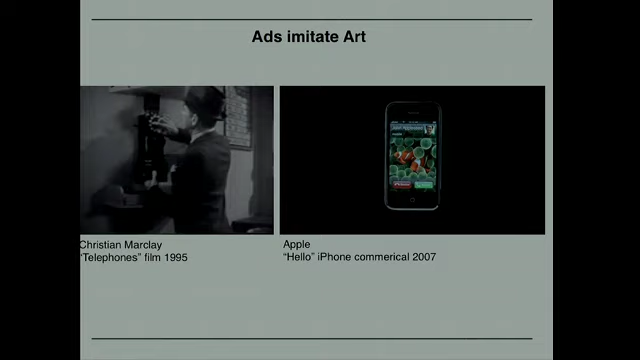 Ads imitate Art
Christian Marclay
"Telephones" film 1995
Apple
"Hello" iPhone commerical 2007